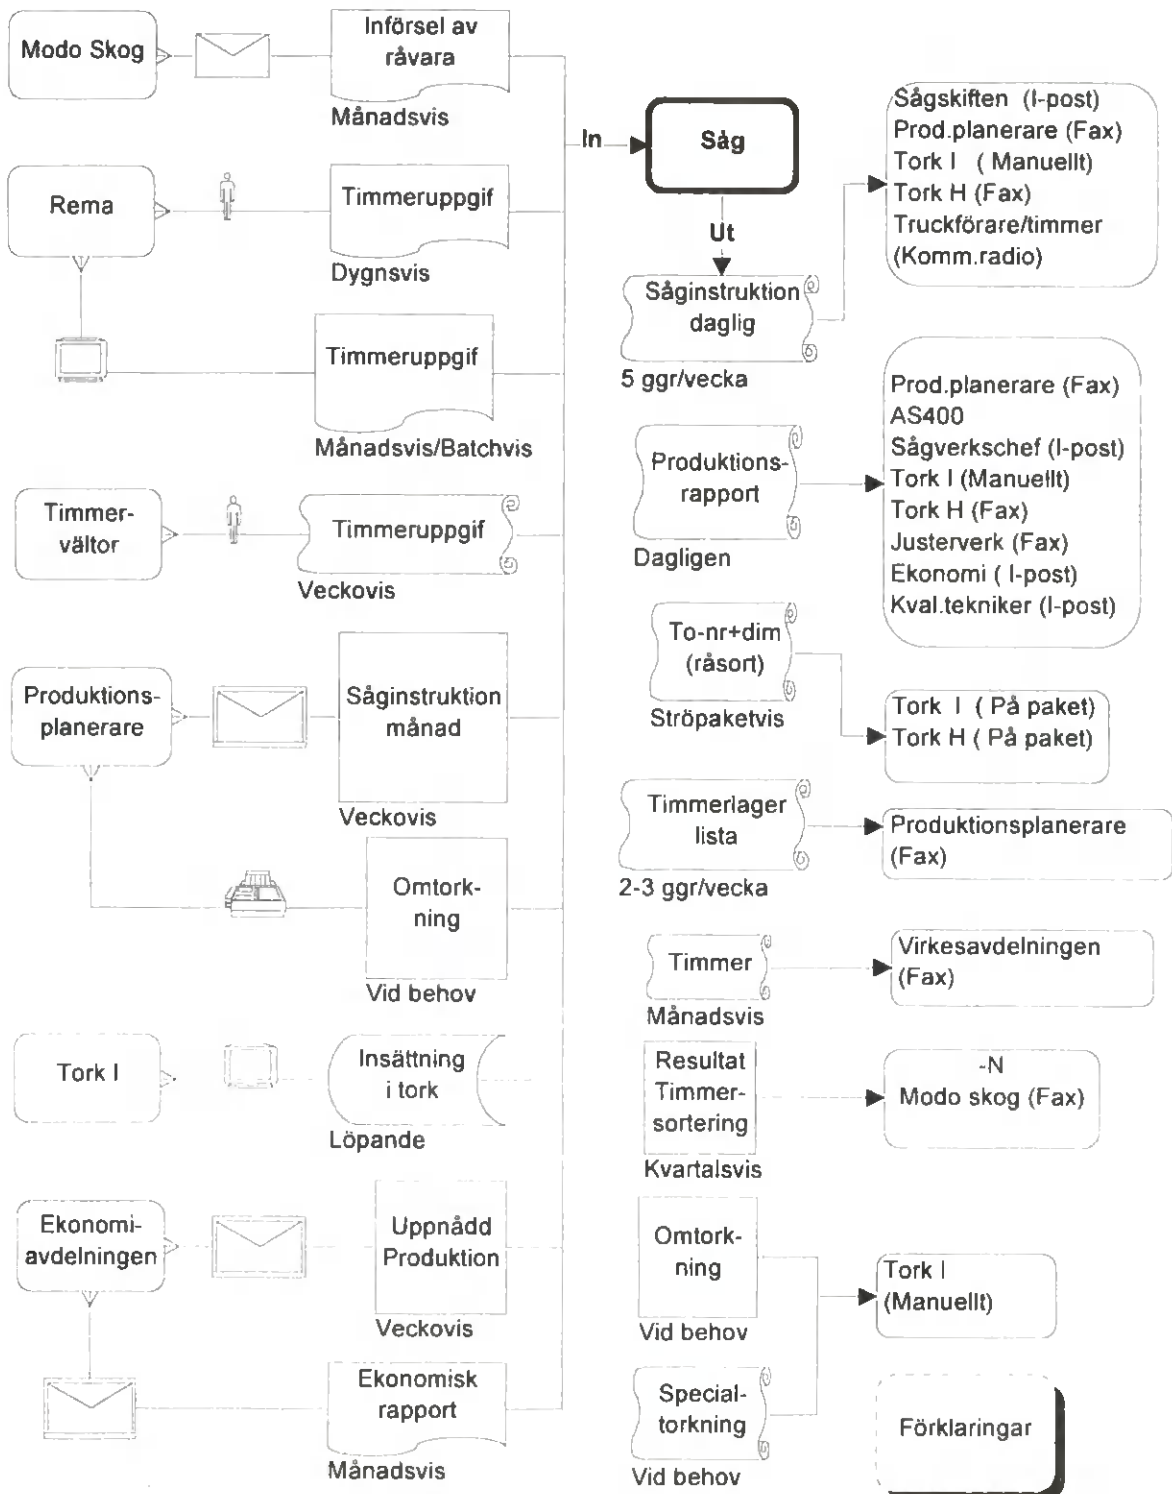 Modo Skog
Införsel av
råvara
Månadsvis
Rema
Timmeruppgif
Dygnsvis
Timmeruppgif
Månadsvis/Batchvis
Timmer-
vältor
Timmeruppgif
Veckovis
Produktions-
planerare
Såginstruktion
månad
Veckovis
Omtork-
ning
Vid behov
Tork I
Insättning
i tork
Löpande
Ekonomi-
avdelningen
Uppnådd
Produktion
Veckovis
Ekonomisk
rapport
Månadsvis
In
Såg
Ut
Såginstruktion
daglig
5 ggr/vecka
Sågskiften (I-post)
Prod.planerare (Fax)
Tork I ( Manuellt)
Tork H (Fax)
Truckförare/timmer
(Komm.radio)
Produktions-
rapport
Dagligen
Prod.planerare (Fax)
AS400
Sågverkschef (I-post)
Tork I (Manuellt)
Tork H (Fax)
Justerverk (Fax)
Ekonomi ( I-post)
Kval.tekniker (I-post)
To-nr+dim
(råsort)
Ströpaketvis
Tork I ( På paket)
Tork H ( På paket)
Timmerlager
lista
2-3 ggr/vecka
Produktionsplanerare
(Fax)
Timmer
Månadsvis
Virkesavdelningen
(Fax)
Resultat
Timmer-
sortering
Kvartalsvis
-N
Modo skog (Fax)
Omtork-
ning
Vid behov
Tork I
(Manuellt)
Special-
torkning
Vid behov
Förklaringar